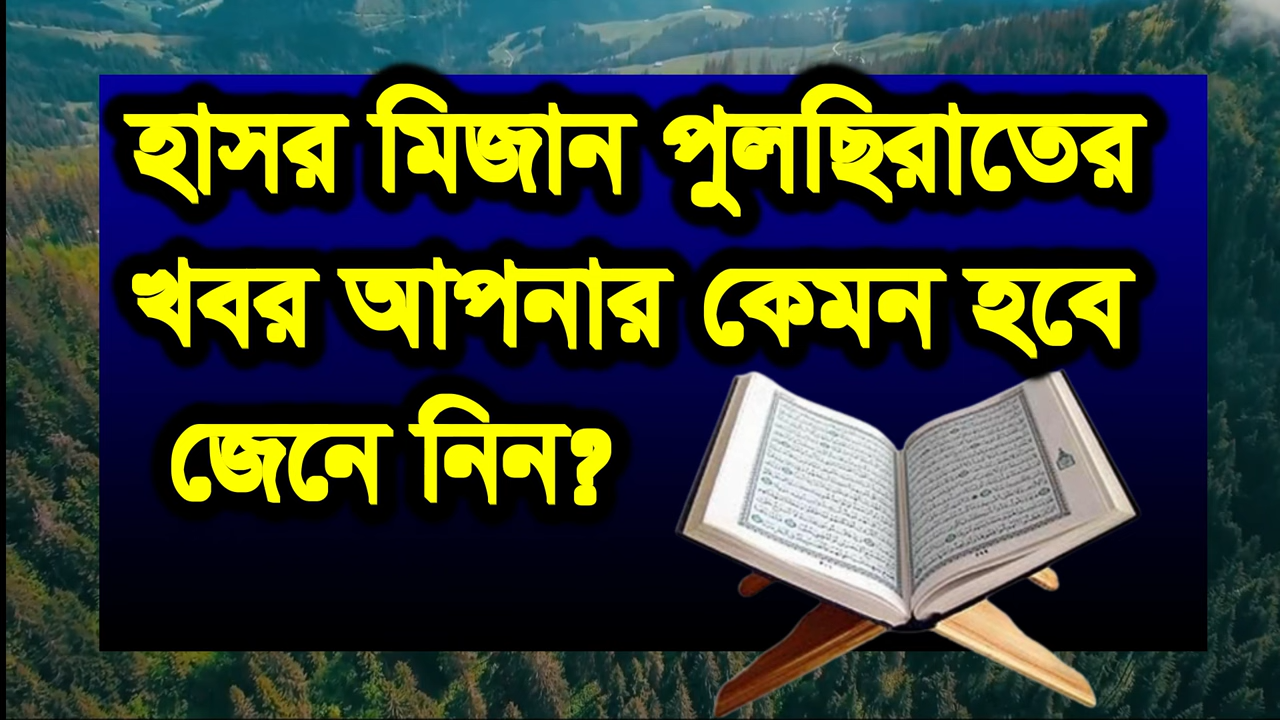 হাসর মিজান পুলছিরাতের
খবর আপনার কেমন হবে
জেনে নিন?